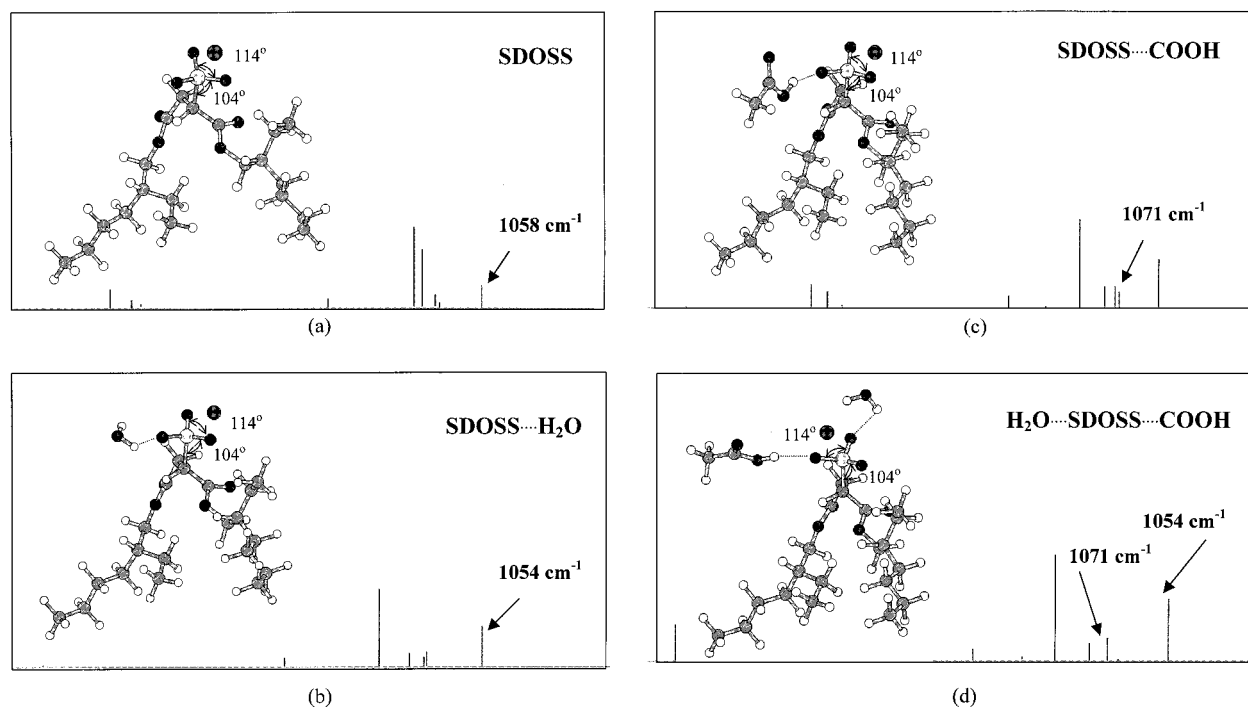 114°
SDOSS
104°
1058 cm⁻¹
(a)
114°
SDOSS····COOH
104°
1071 cm⁻¹
(c)
114°
SDOSS····H₂O
104°
1054 cm⁻¹
(b)
H₂O····SDOSS····COOH
114°
104°
1054 cm⁻¹
1071 cm⁻¹
(d)